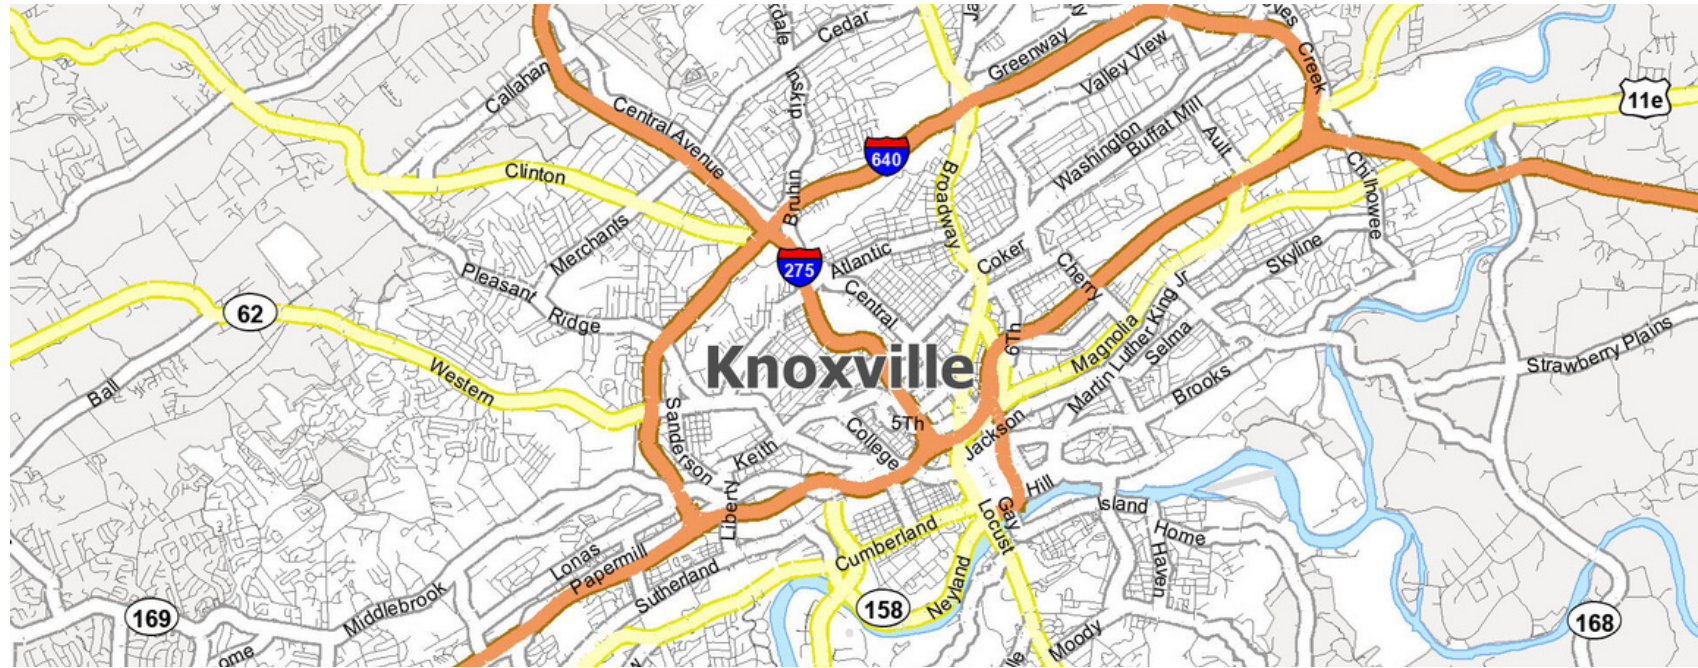 Cedar
Greenway
Creek
Callahan
Valley View
11e
Inskip
Central Avenue
Buffat Mill
Washington
Ault
640
Clinton
Bruhin
Broadway
Chilhowee
Merchants
Atlantic
Coker
Skyline
275
Cherry
Pleasant
Central
62
Ridge
6Th
Martin Luther King Jr
Magnolia
Selma
Strawberry Plains
Knoxville
Western
Ball
Brooks
5Th
Sanderson
College
Jackson
Keith
Liberty
Hill
Gay
Island
Locust
Cumberland
Home
Haven
Lonas
Papermill
Sutherland
Neyland
Middlebrook
169
158
168
Moody
ome